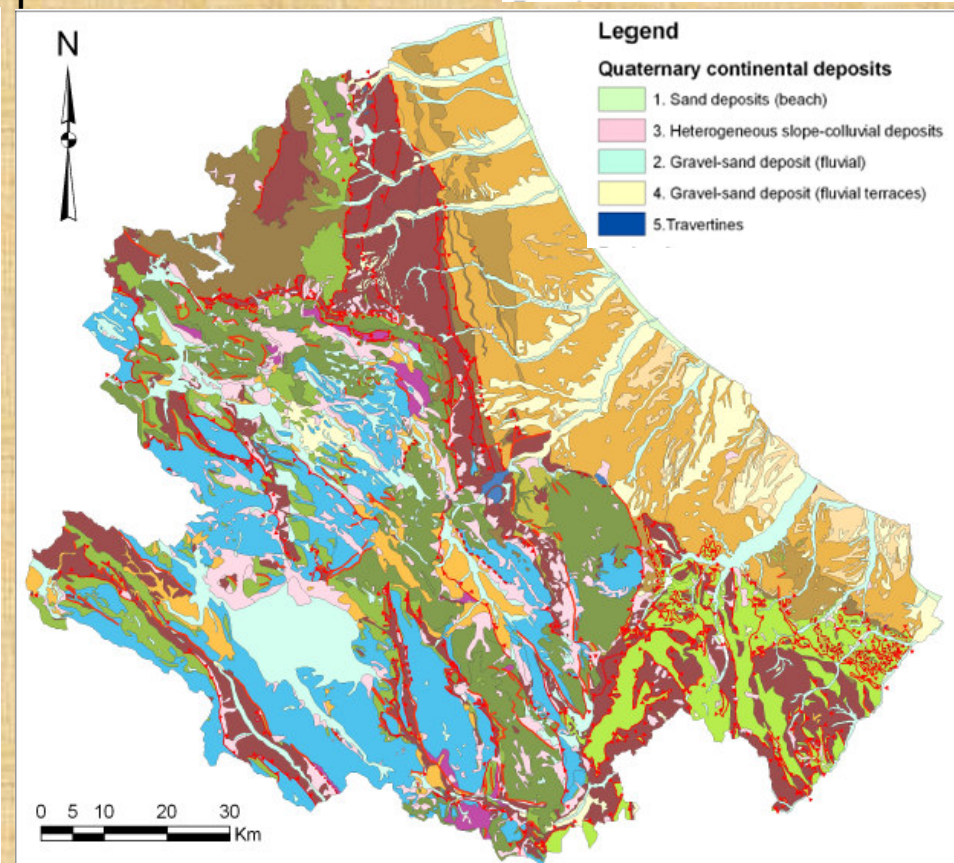 N
Legend
Quaternary continental deposits
1. Sand deposits (beach)
3. Heterogeneous slope-colluvial deposits
2. Gravel-sand deposit (fluvial)
4. Gravel-sand deposit (fluvial terraces)
5.Travertines
0 5 10 20 30
Km